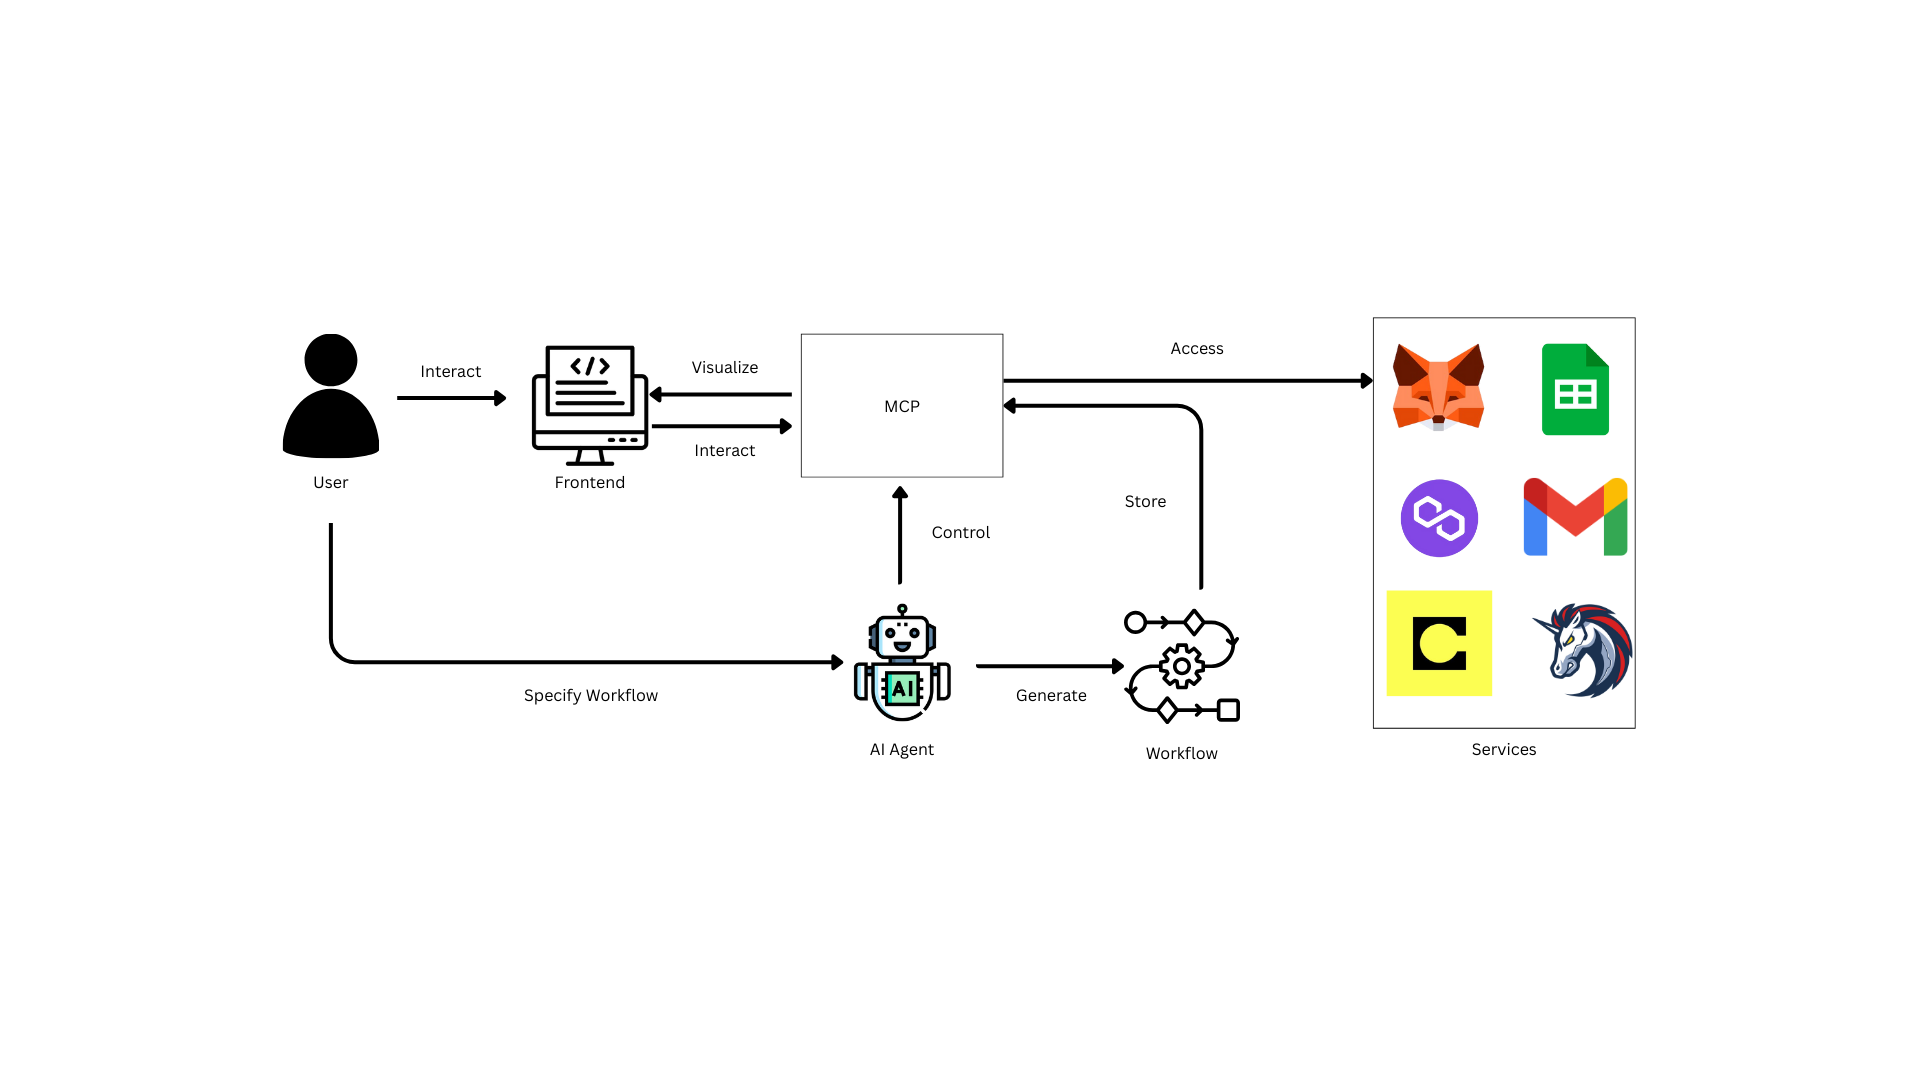 Interact
Visualize
Interact
MCP
Access
User
Frontend
Control
Store
Specify Workflow
AI
Generate
AI Agent
Workflow
Services